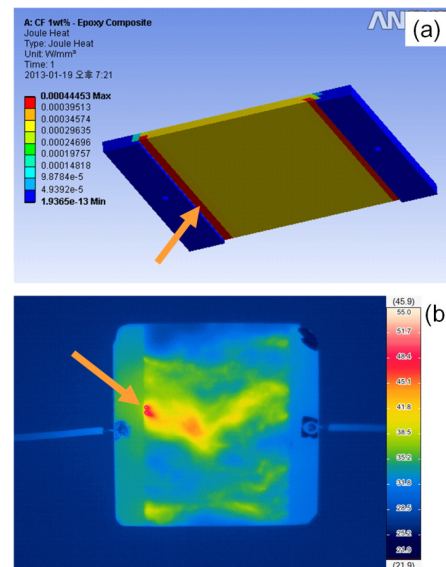 A: CF 1wt% - Epoxy Composite
Joule Heat
Type: Joule Heat
Unit: W/mm³
Time: 1
2013-01-19 오후 7:21
0.00044453 Max
0.00039513
0.00034574
0.00029635
0.00024696
0.00019757
0.00014818
9.8784e-5
4.9392e-5
1.9365e-13 Min
AN
(a)
(b)
(45.9)
55.0
51.7
48.4
45.1
41.8
38.5
35.2
31.8
28.5
25.2
21.9
(21.9)